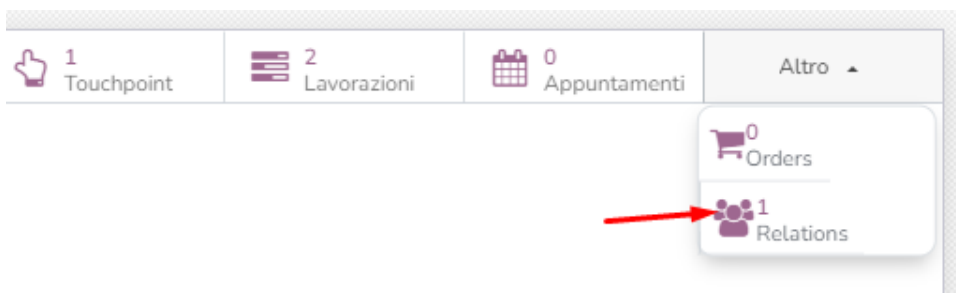 1
Touchpoint
2
Lavorazioni
0
Appuntamenti
Altro
0
Orders
1
Relations